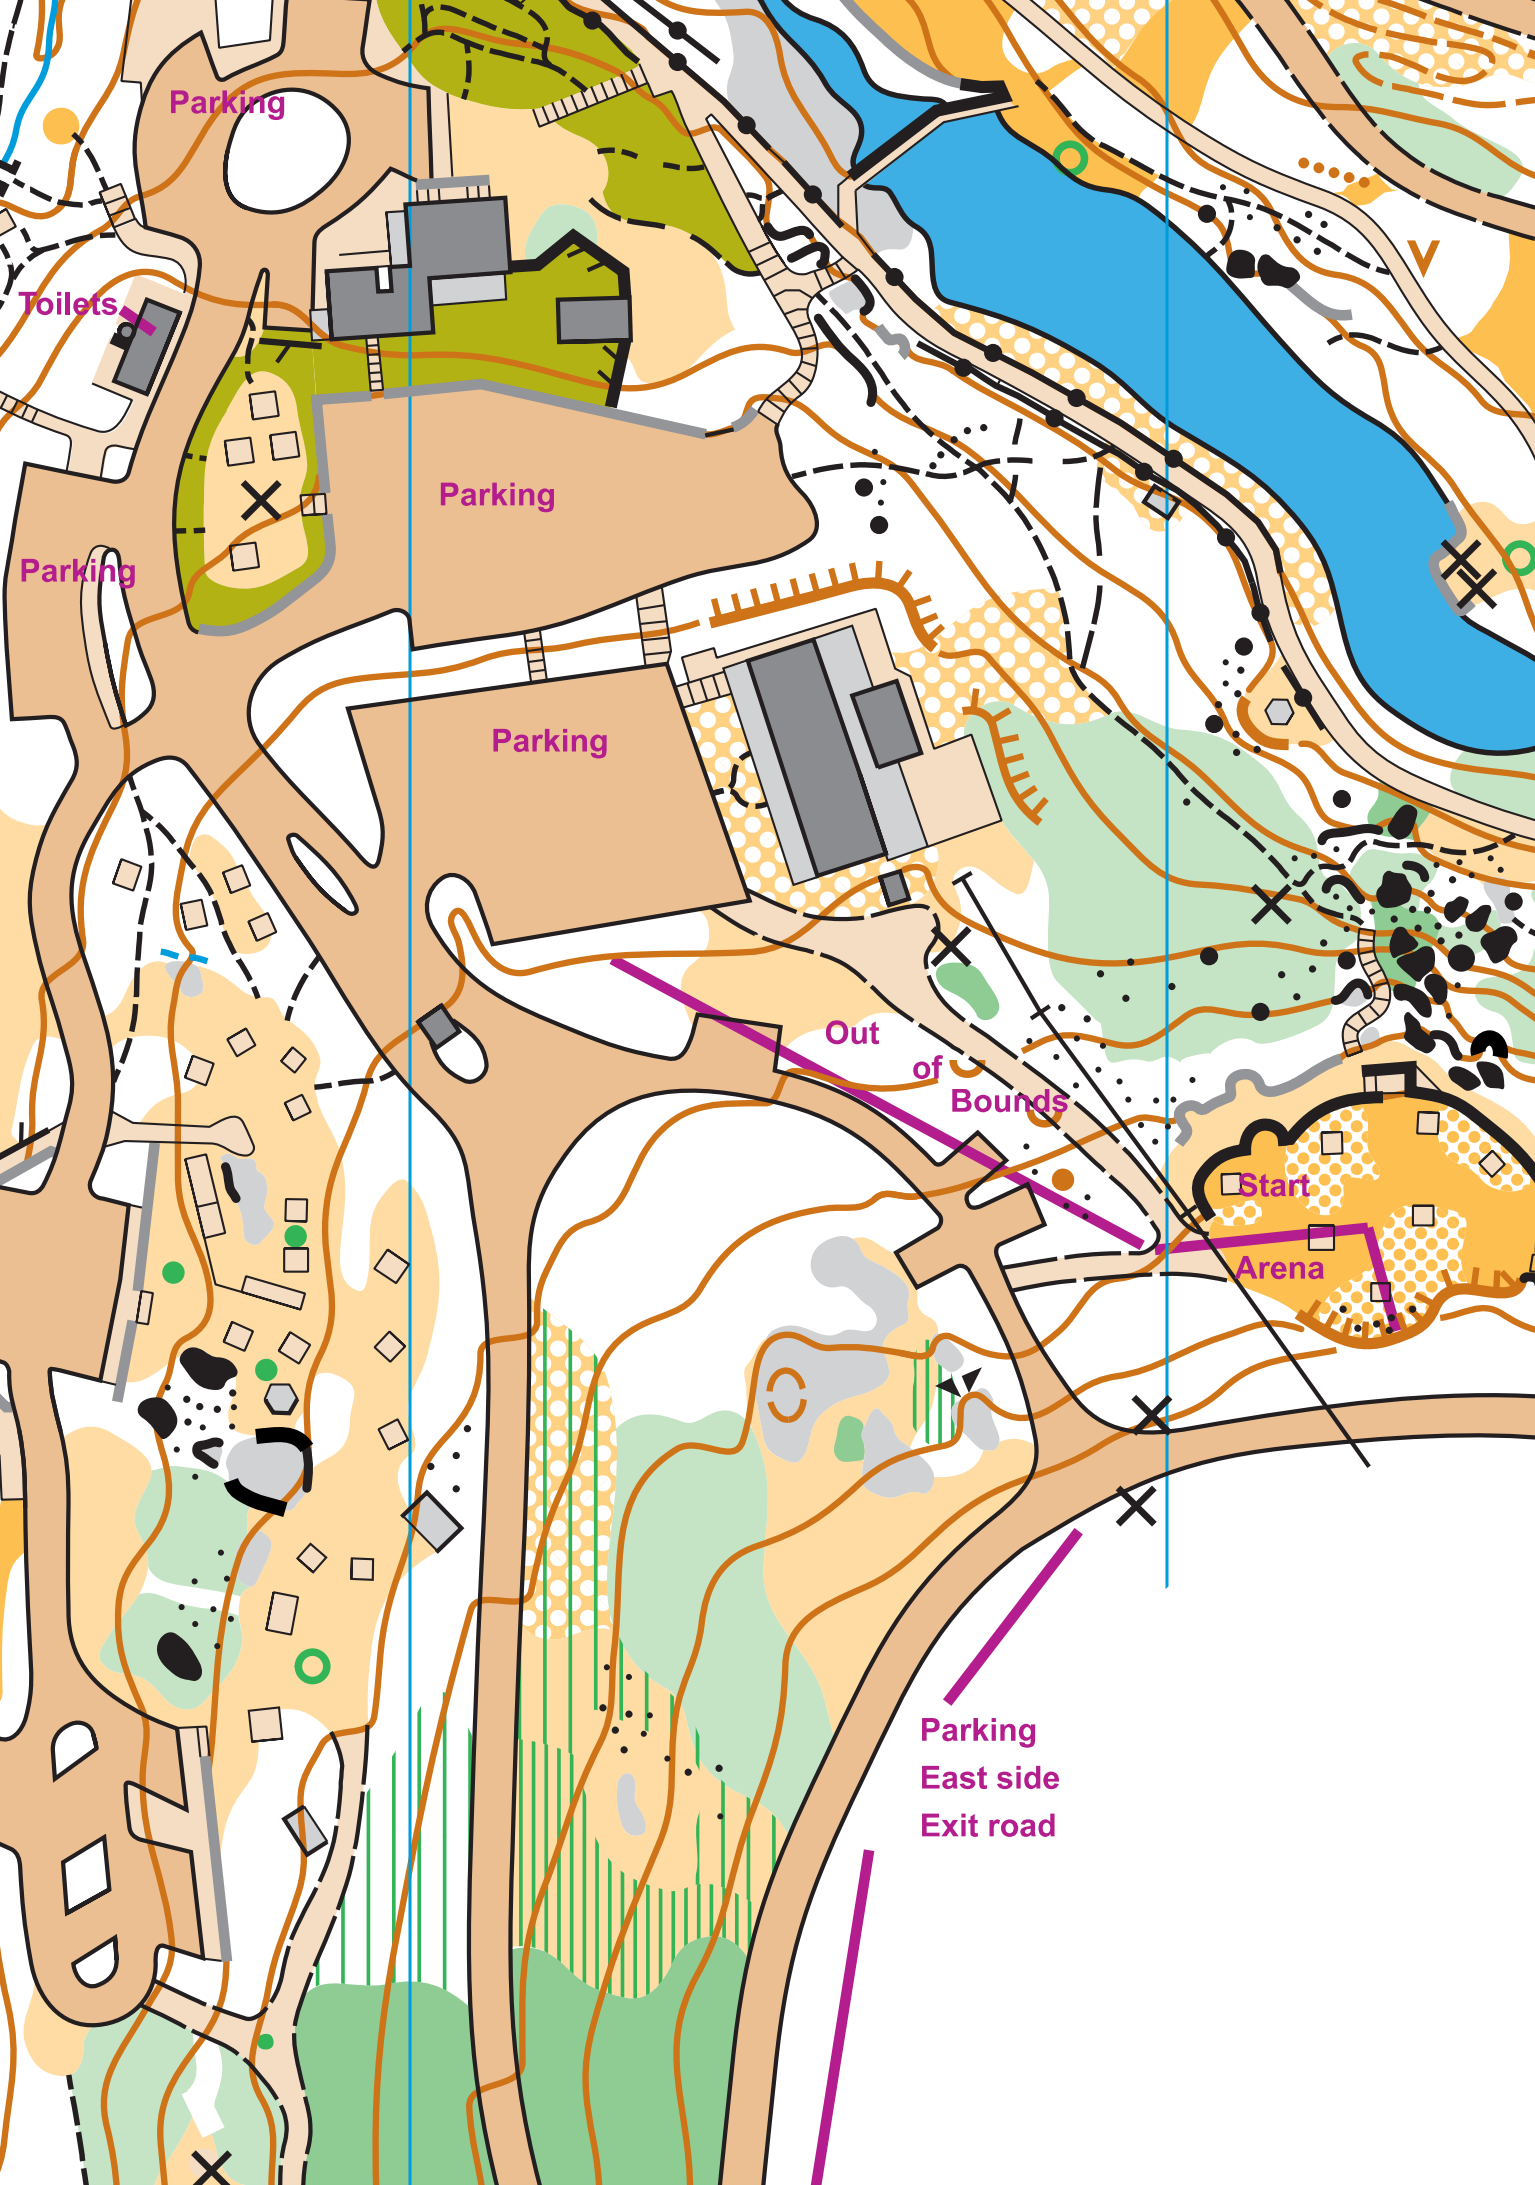 Parking
Toilets
Parking
Parking
Parking
Out
of
Bounds
Start
Arena
Parking
East side
Exit road